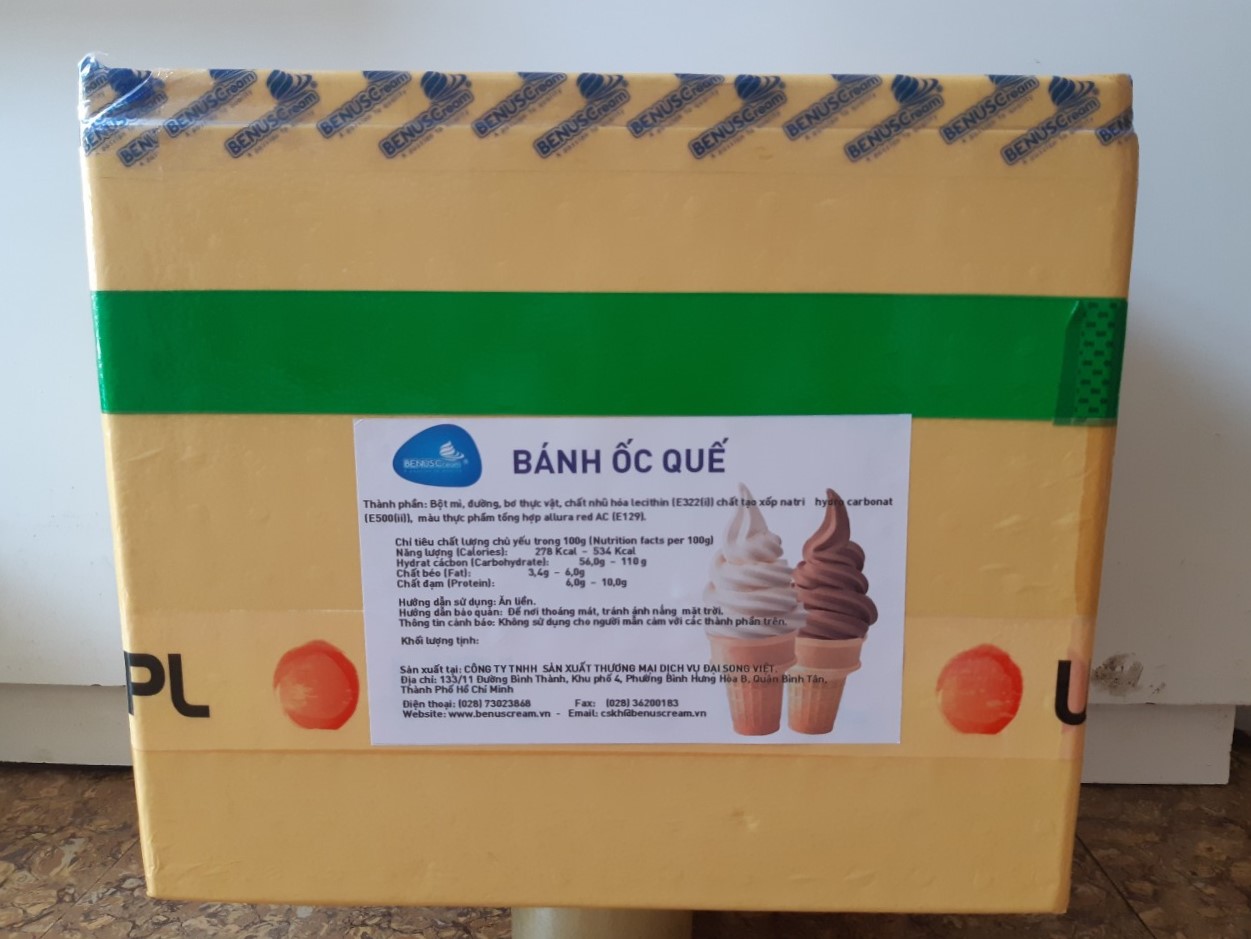 BENUSCream
a passion to quality
BENUSCream
BÁNH ỐC QUẾ
Thành phần: Bột mì, đường, bơ thực vật, chất nhũ hóa lecithin (E322(i)) chất tạo xốp natri hydro carbonat
(E500(ii)), màu thực phẩm tổng hợp allura red AC (E129).
Chỉ tiêu chất lượng chủ yếu trong 100g (Nutrition facts per 100g)
Năng lượng (Calories): 278 Kcal - 534 Kcal
Hydrat cácbon (Carbohydrate): 56,0g - 110 g
Chất béo (Fat): 3,4g - 6,0g
Chất đạm (Protein): 6,0g - 10,0g
Hướng dẫn sử dụng: Ăn liền.
Hướng dẫn bảo quản: Để nơi thoáng mát, tránh ánh nắng mặt trời.
Thông tin cảnh báo: Không sử dụng cho người mẫn cảm với các thành phần trên.
Khối lượng tịnh:
Sản xuất tại: CÔNG TY TNHH SẢN XUẤT THƯƠNG MẠI DỊCH VỤ ĐẠI SONG VIỆT.
Địa chỉ: 133/11 Đường Bình Thành, Khu phố 4, Phường Bình Hưng Hòa B, Quận Bình Tân,
Thành Phố Hồ Chí Minh
Điện thoại: (028) 73023868 Fax: (028) 36200183
Website: www.benuscream.vn - Email: cskh@benuscream.vn
PL
U